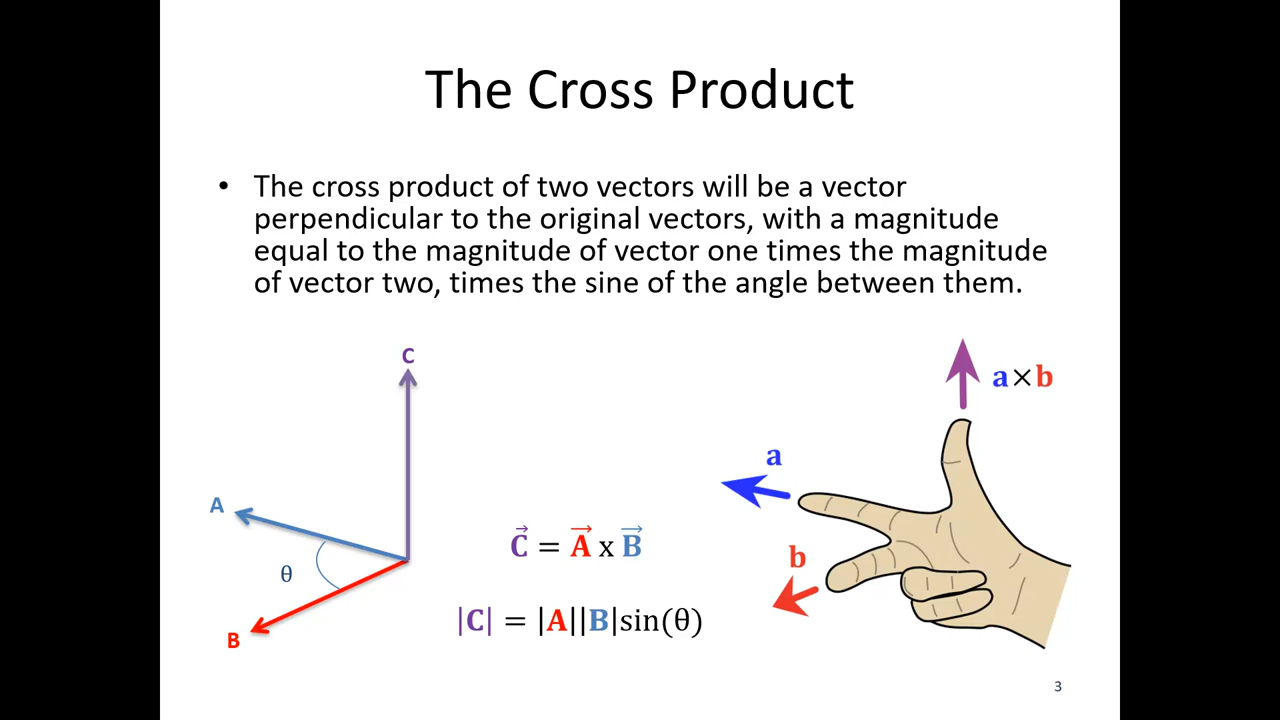 The Cross Product
• The cross product of two vectors will be a vector
perpendicular to the original vectors, with a magnitude
equal to the magnitude of vector one times the magnitude
of vector two, times the sine of the angle between them.
C
A
θ
B
C⃗ = A⃗ x B⃗
|C| = |A||B|sin(θ)
a×b
a
b
3